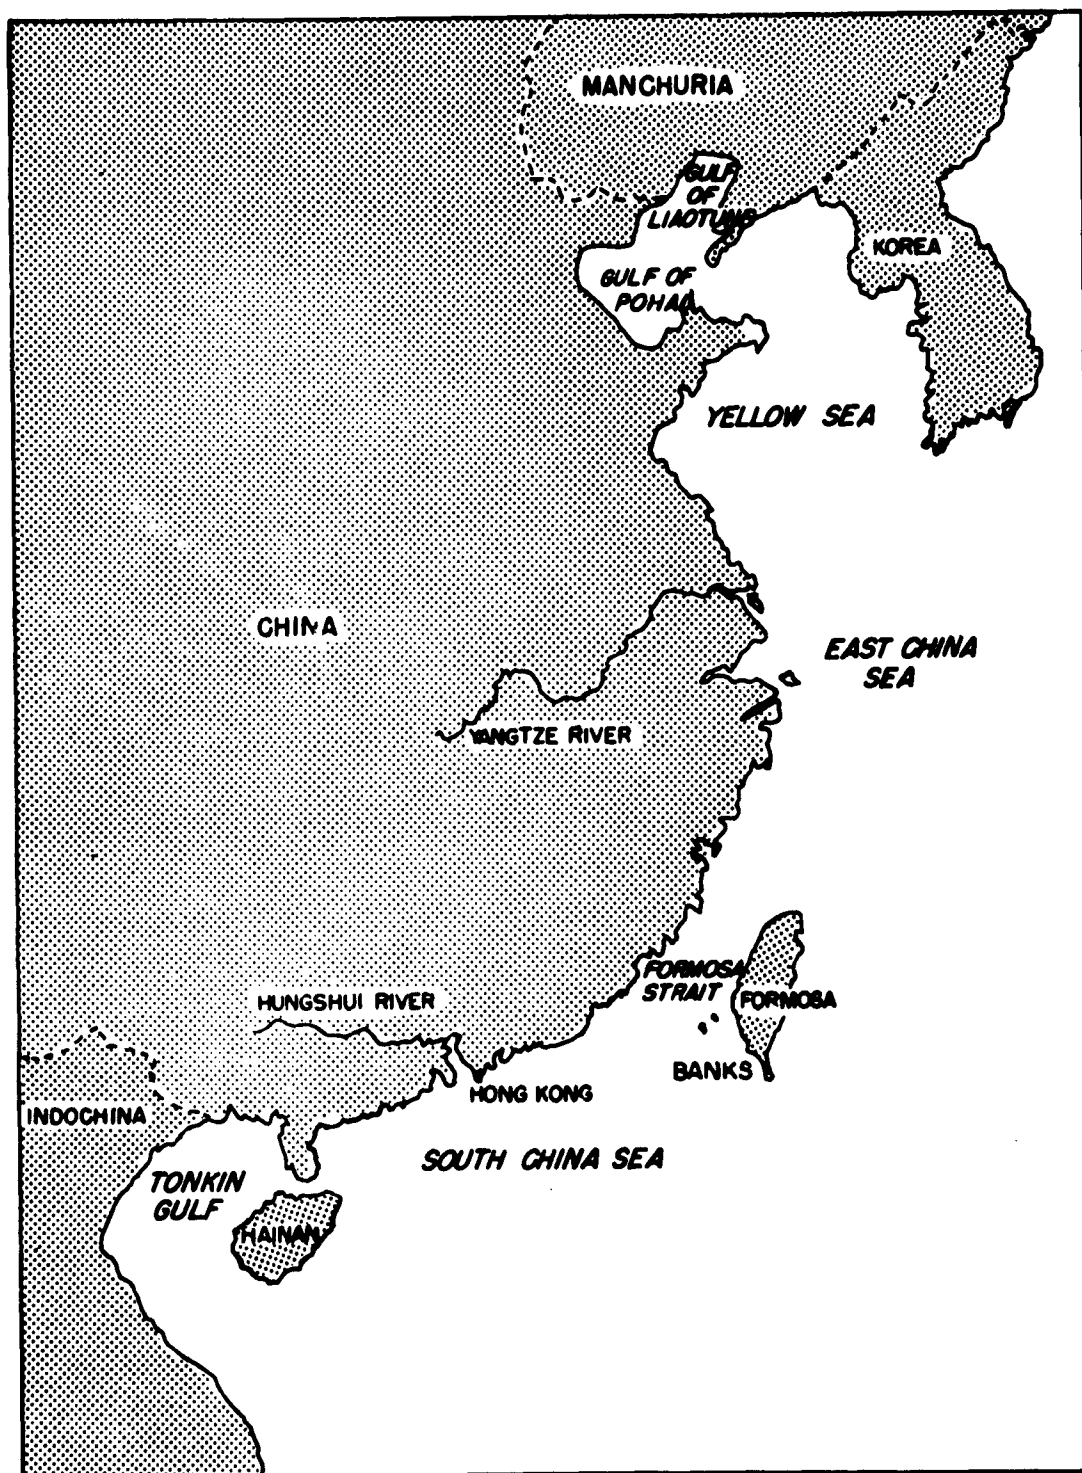 MANCHURIA
GULF
OF
LIAOTUNG
KOREA
GULF OF
POHAI
YELLOW SEA
CHINA
EAST CHINA
SEA
YANGTZE RIVER
FORMOSA
STRAIT
FORMOSA
HUNGSHUI RIVER
BANKS
HONG KONG
INDOCHINA
SOUTH CHINA SEA
TONKIN
GULF
HAINAN